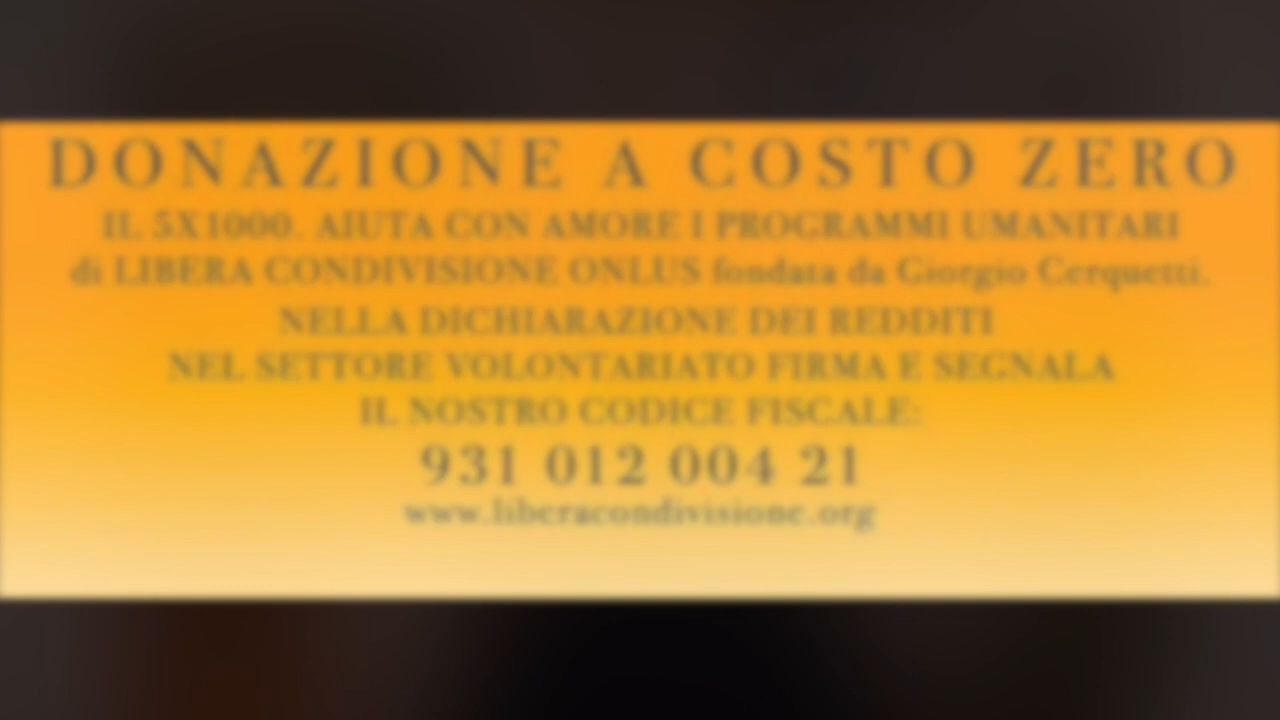 DONAZIONE A COSTO ZERO
IL 5X1000. AIUTA CON AMORE I PROGRAMMI UMANITARI
di LIBERA CONDIVISIONE ONLUS fondata da Giorgio Cerquetti.
NELLA DICHIARAZIONE DEI REDDITI
NEL SETTORE VOLONTARIATO FIRMA E SEGNALA
IL NOSTRO CODICE FISCALE:
931 012 004 21
www.liberacondivisione.org